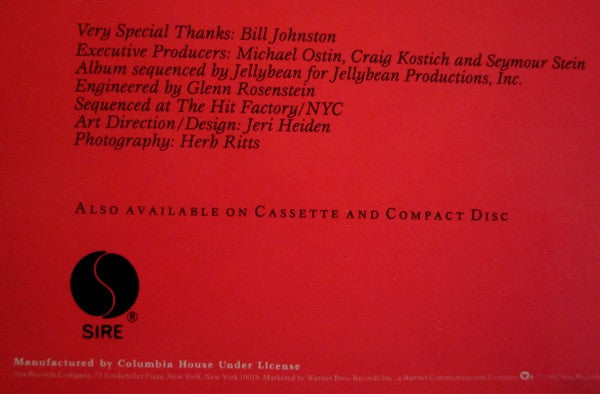 Very Special Thanks: Bill Johnston
Executive Producers: Michael Ostin, Craig Kostich and Seymour Stein
Album sequenced by Jellybean for Jellybean Productions, Inc.
Engineered by Glenn Rosenstein
Sequenced at The Hit Factory/NYC
Art Direction/Design: Jeri Heiden
Photography: Herb Ritts
ALSO AVAILABLE ON CASSETTE AND COMPACT DISC
®
SIRE
Manufactured by Columbia House Under License
Sire Records Company, 75 Rockefeller Plaza, New York, New York 10019. Marketed by Warner Bros. Records Inc., a Warner Communications Company